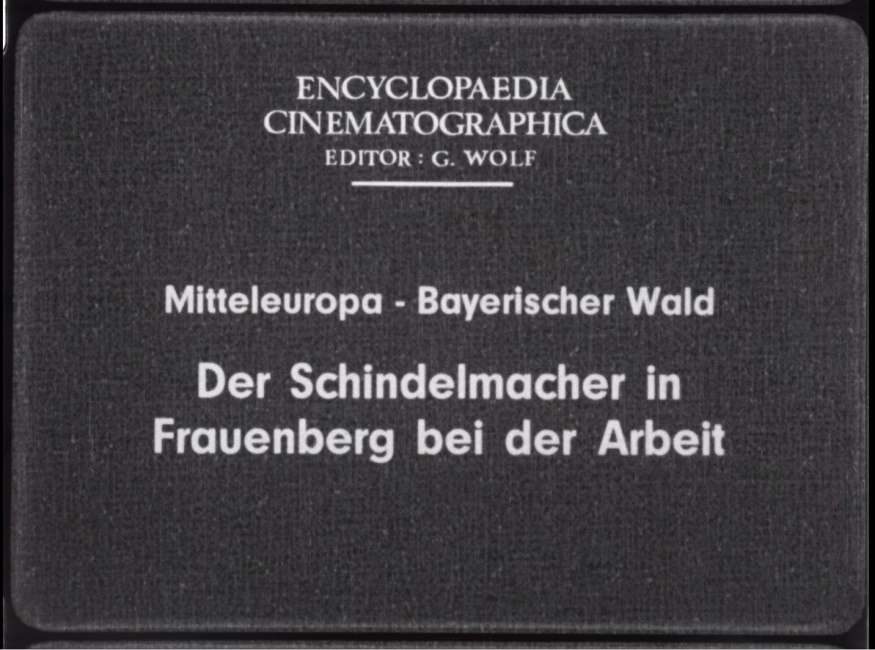 ENCYCLOPAEDIA
CINEMATOGRAPHICA
EDITOR : G. WOLF
Mitteleuropa - Bayerischer Wald
Der Schindelmacher in
Frauenberg bei der Arbeit